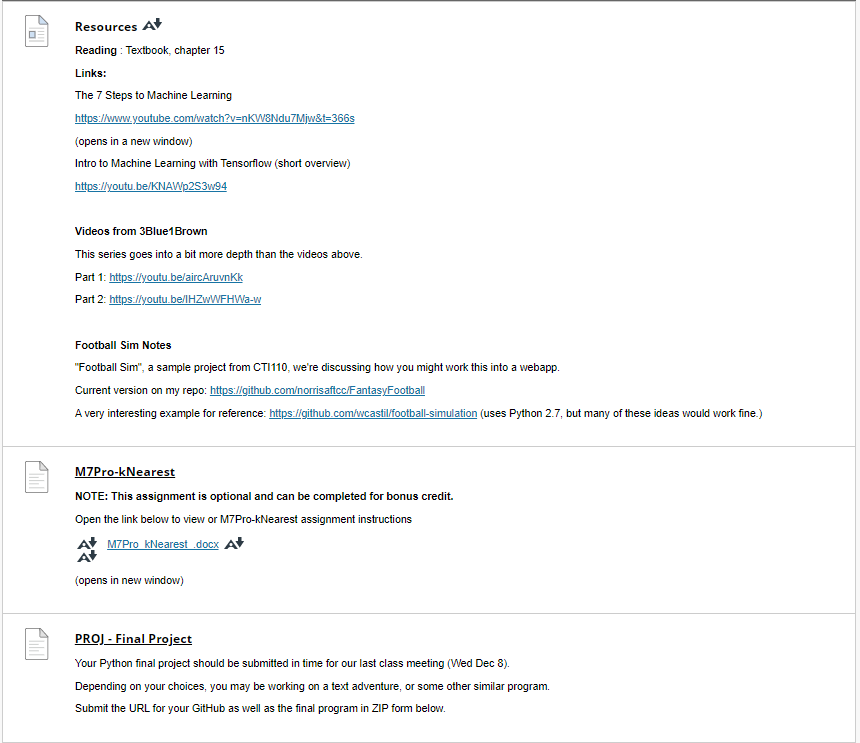 Resources
Reading : Textbook, chapter 15
Links:
The 7 Steps to Machine Learning
https://www.youtube.com/watch?v=nKW8Ndu7Mjw&t=366s
(opens in a new window)
Intro to Machine Learning with Tensorflow (short overview)
https://youtu.be/KNAWp2S3w94
Videos from 3Blue1Brown
This series goes into a bit more depth than the videos above.
Part 1: https://youtu.be/aircAruvnKk
Part 2: https://youtu.be/IHZwWFHWa-w
Football Sim Notes
"Football Sim", a sample project from CTI110, we're discussing how you might work this into a webapp.
Current version on my repo: https://github.com/norrisaftcc/FantasyFootball
A very interesting example for reference: https://github.com/wcastil/football-simulation (uses Python 2.7, but many of these ideas would work fine.)
M7Pro-kNearest
NOTE: This assignment is optional and can be completed for bonus credit.
Open the link below to view or M7Pro-kNearest assignment instructions
M7Pro_kNearest_.docx
(opens in new window)
PROJ - Final Project
Your Python final project should be submitted in time for our last class meeting (Wed Dec 8).
Depending on your choices, you may be working on a text adventure, or some other similar program.
Submit the URL for your GitHub as well as the final program in ZIP form below.